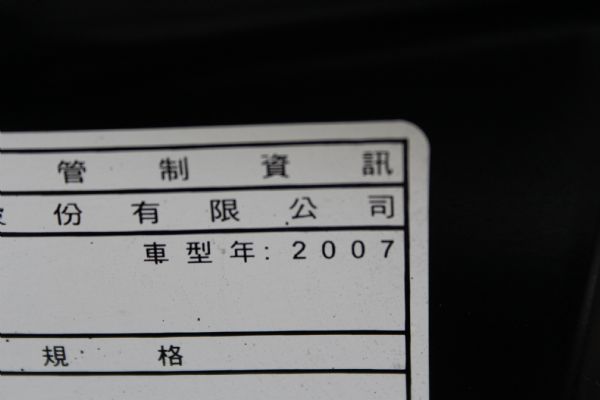 管制資訊
份有限公司
車型年:2007
規格